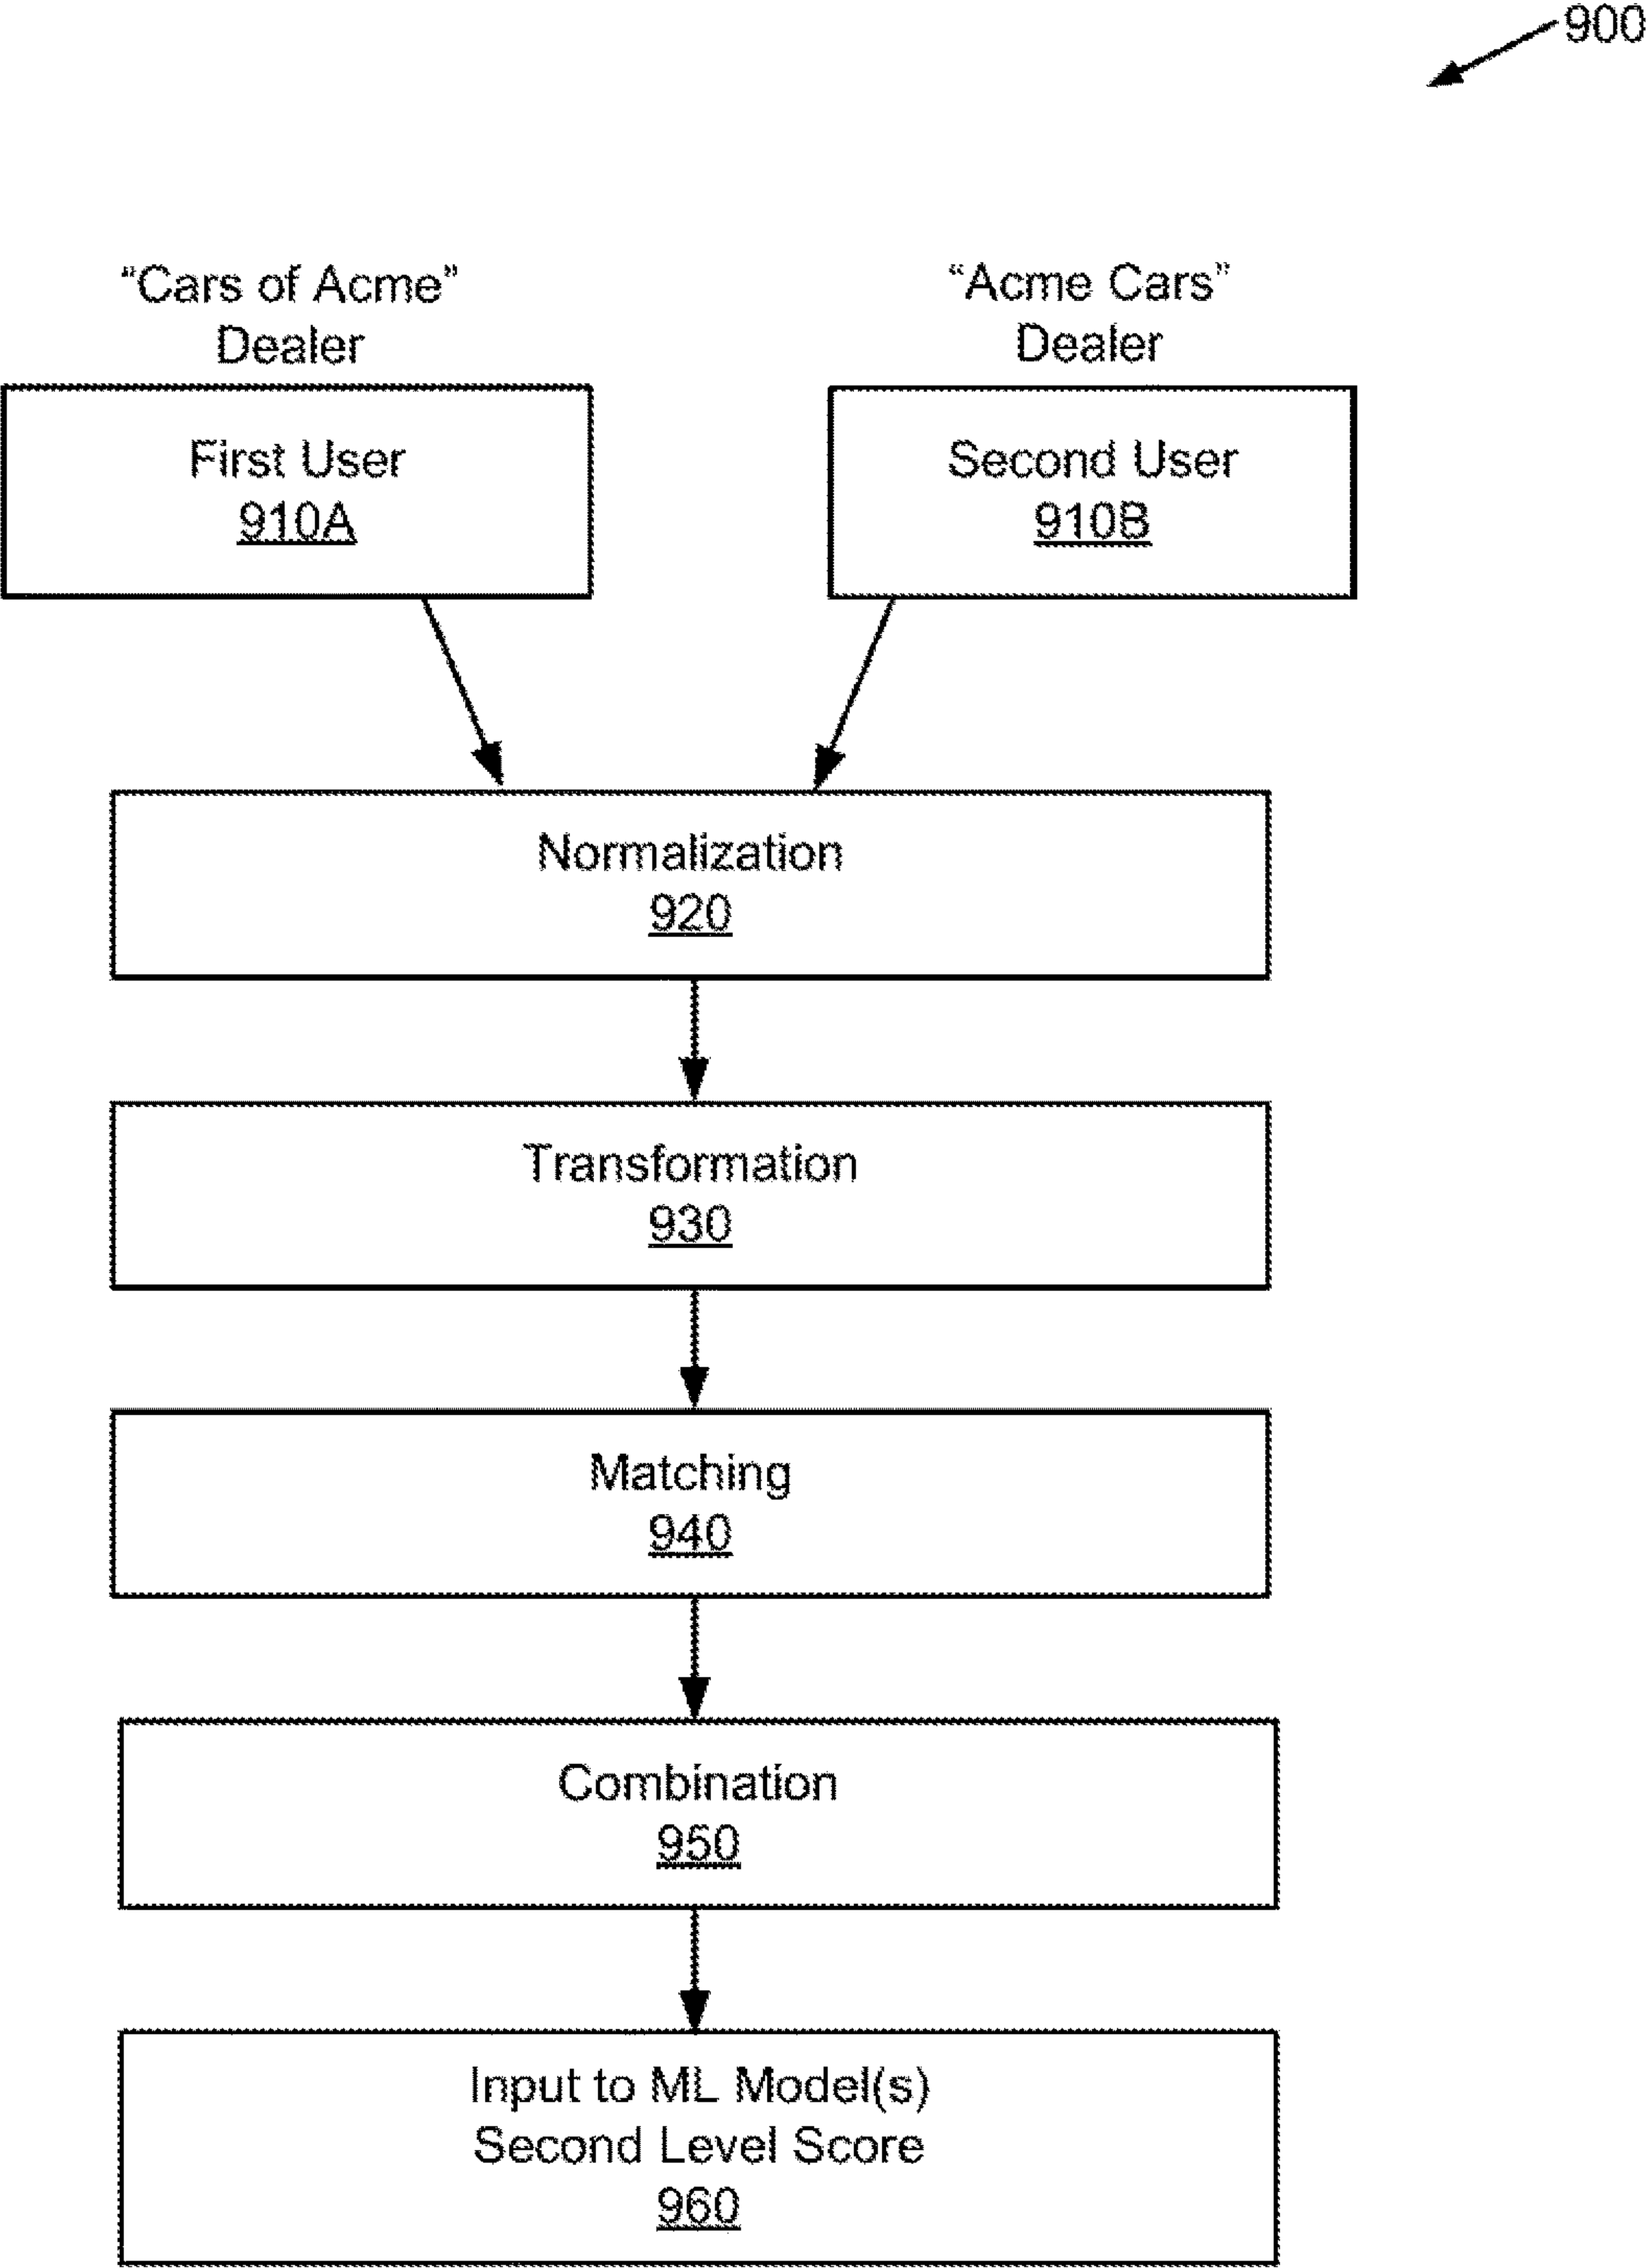 900
“Cars of Acme”
Dealer
First User
910A
“Acme Cars”
Dealer
Second User
910B
Normalization
920
Transformation
930
Matching
940
Combination
950
Input to ML Model(s)
Second Level Score
960